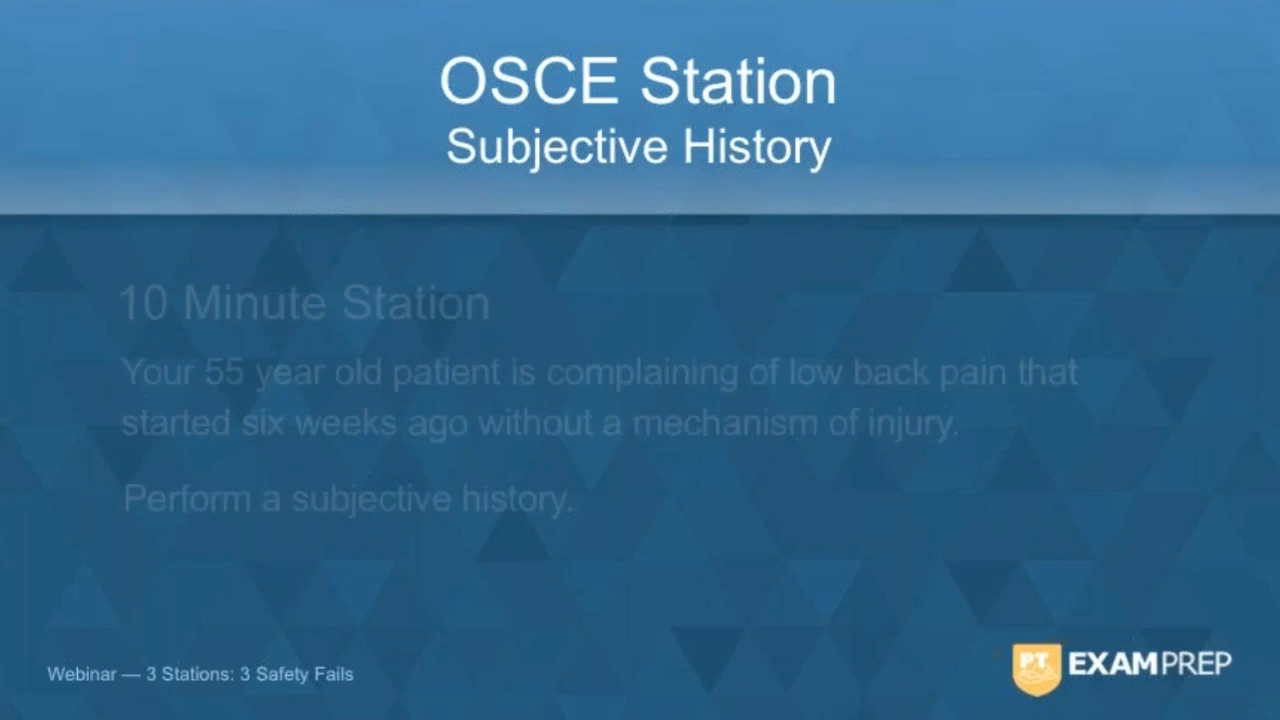 OSCE Station
Subjective History
10 Minute Station
Your 55 year old patient is complaining of low back pain that
started six weeks ago without a mechanism of injury.
Perform a subjective history.
Webinar — 3 Stations: 3 Safety Fails
PT EXAMPREP